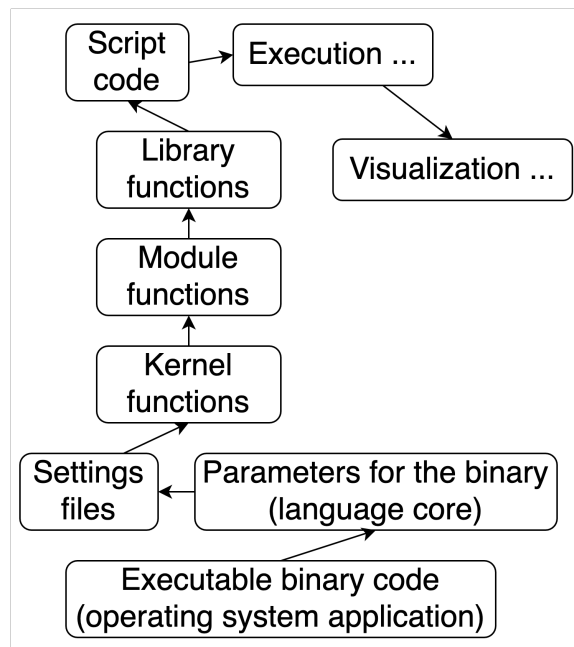 Script
code
Execution ...
Library
functions
Visualization ...
Module
functions
Kernel
functions
Settings
files
Parameters for the binary
(language core)
Executable binary code
(operating system application)